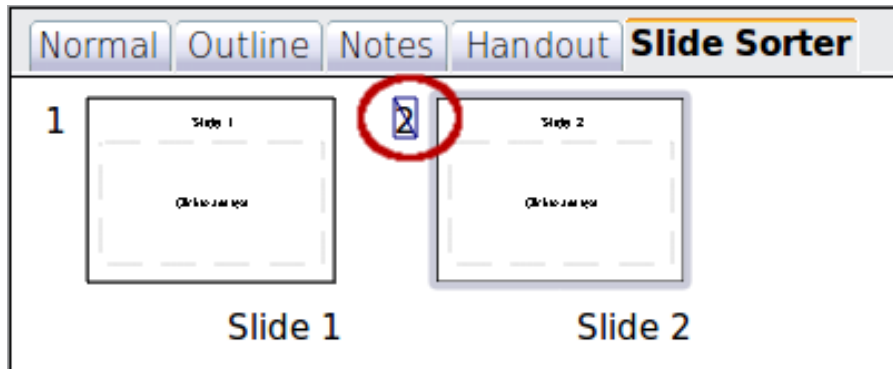 Normal Outline Notes Handout Slide Sorter
1 Slide 1 2 Slide 2
Slide 1 Slide 2